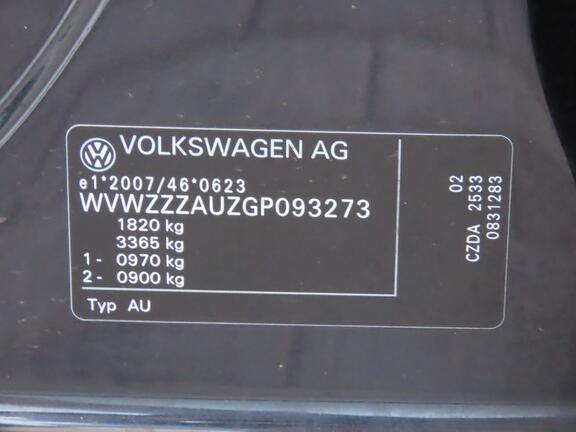 VOLKSWAGEN AG
e1*2007/46*0623
WVWZZZAUZGP093273
1820 kg
3365 kg
1- 0970 kg
2- 0900 kg
Typ AU
CZDA 2533 02
0831283